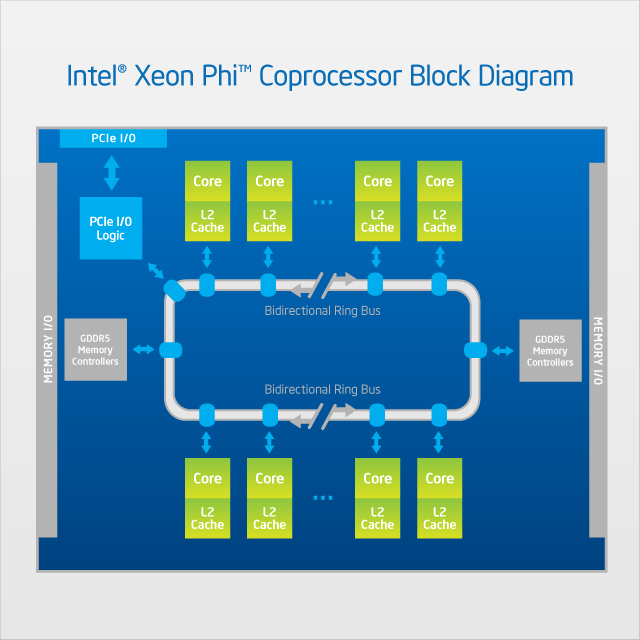 Intel® Xeon Phi™ Coprocessor Block Diagram
PCIe I/O
PCIe I/O
Logic
Core
L2
Cache
Core
L2
Cache
...
Core
L2
Cache
Core
L2
Cache
Bidirectional Ring Bus
MEMORY I/O
GDDR5
Memory
Controllers
GDDR5
Memory
Controllers
MEMORY I/O
Bidirectional Ring Bus
Core
L2
Cache
Core
L2
Cache
...
Core
L2
Cache
Core
L2
Cache